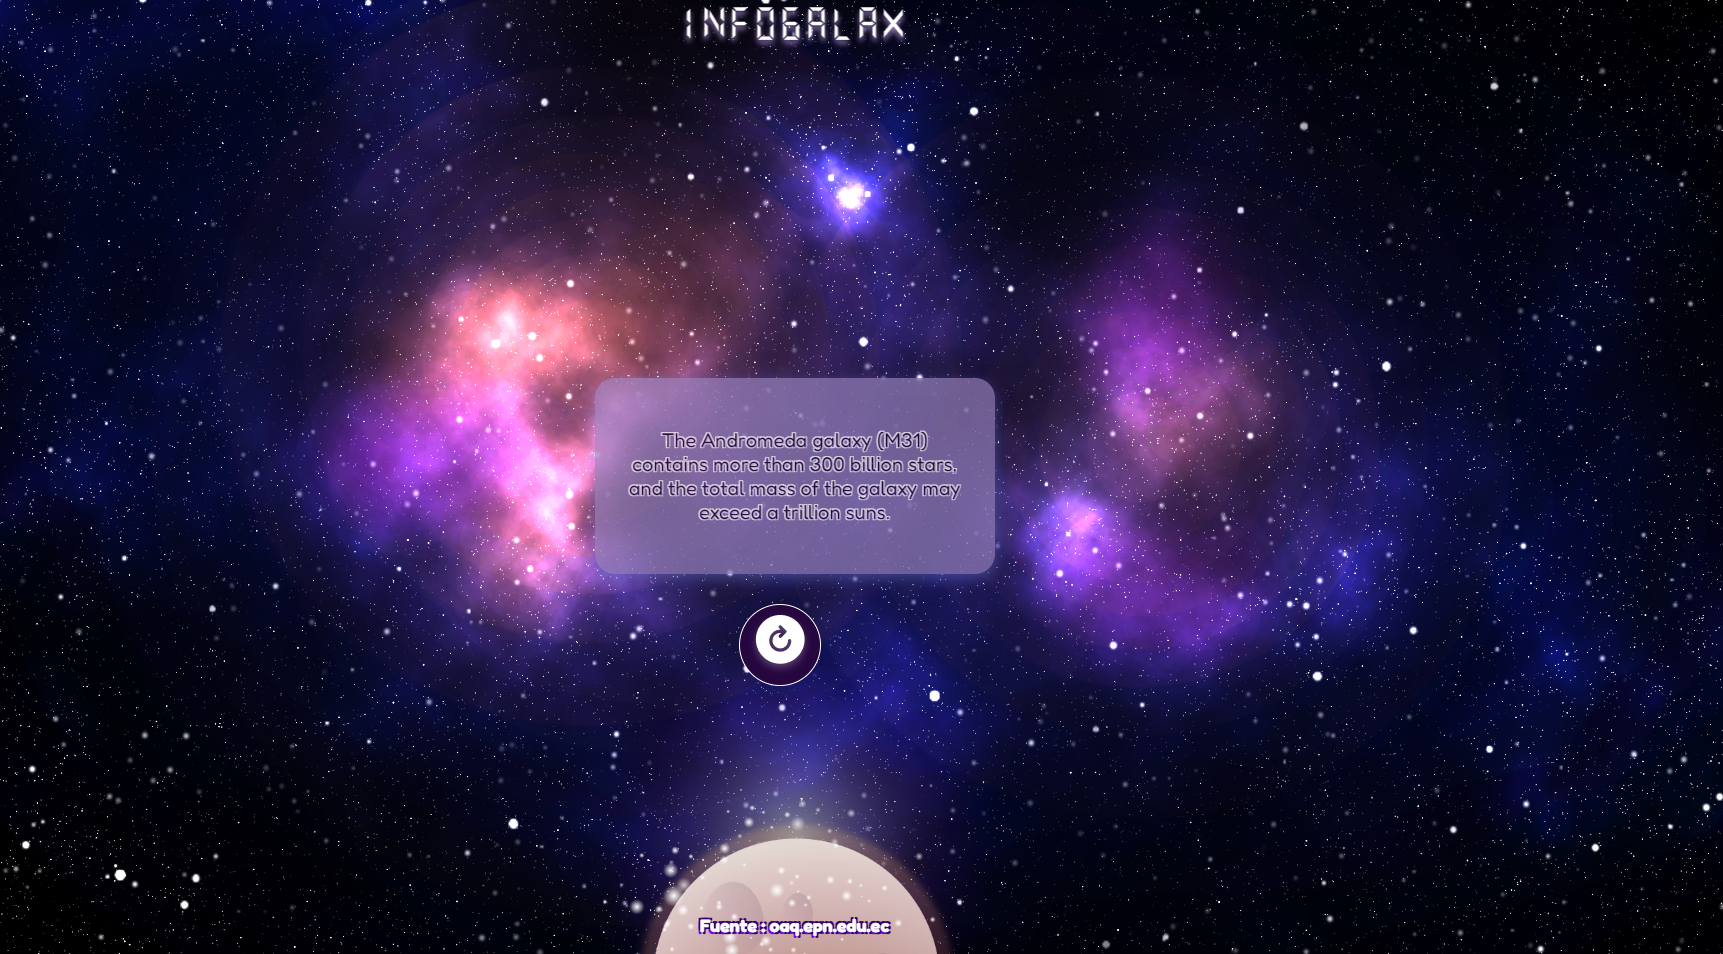 INFOGALAX
The Andromeda galaxy (M31)
contains more than 300 billion stars,
and the total mass of the galaxy may
exceed a trillion suns.
Fuente : oaq.epn.edu.ec